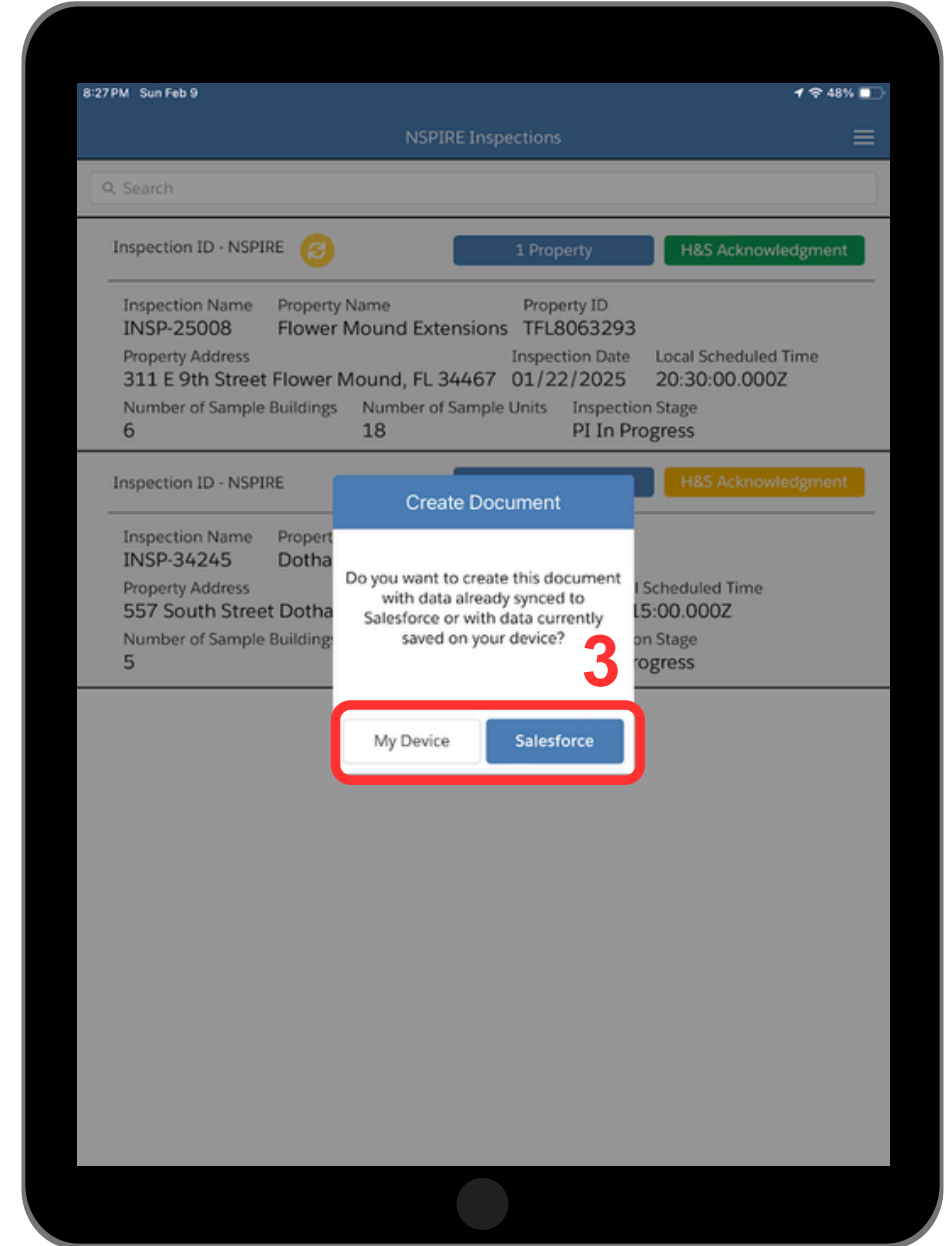 8:27 PM Sun Feb 9 48%
NSPIRE Inspections
Search
Inspection ID - NSPIRE 1 Property H&S Acknowledgment
Inspection Name Property Name Property ID
INSP-25008 Flower Mound Extensions TFL8063293
Property Address Inspection Date Local Scheduled Time
311 E 9th Street Flower Mound, FL 34467 01/22/2025 20:30:00.000Z
Number of Sample Buildings Number of Sample Units Inspection Stage
6 18 PI In Progress
Inspection ID - NSPIRE H&S Acknowledgment
Inspection Name
INSP-34245 Dotha
Property Address Scheduled Time
557 South Street Dotha 15:00.000Z
Number of Sample Stage
5
Create Document
Do you want to create this document
with data already synced to
Salesforce or with data currently
saved on your device?
3
My Device Salesforce